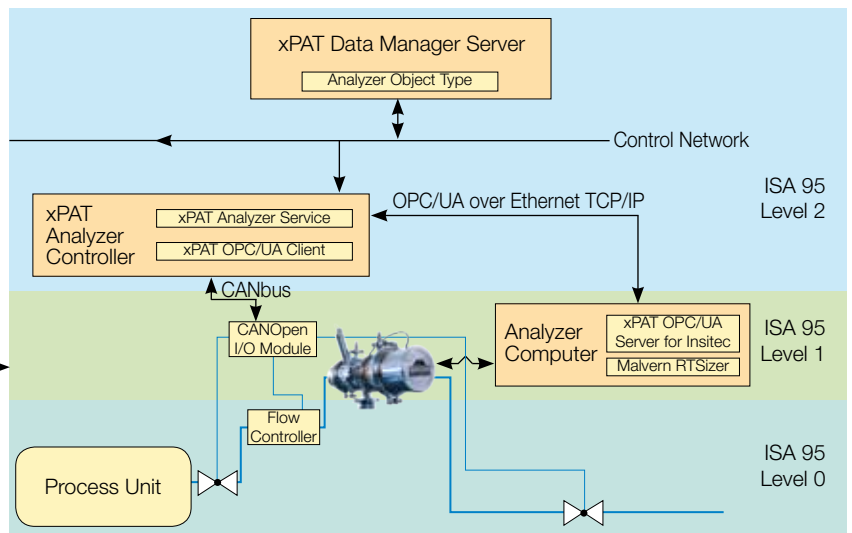 xPAT Data Manager Server
Analyzer Object Type
Control Network
ISA 95
Level 2
OPC/UA over Ethernet TCP/IP
xPAT
Analyzer
Controller
xPAT Analyzer Service
xPAT OPC/UA Client
CANbus
CANOpen
I/O Module
Analyzer
Computer
xPAT OPC/UA
Server for Insitec
Malvern RTSizer
ISA 95
Level 1
Flow
Controller
Process Unit
ISA 95
Level 0